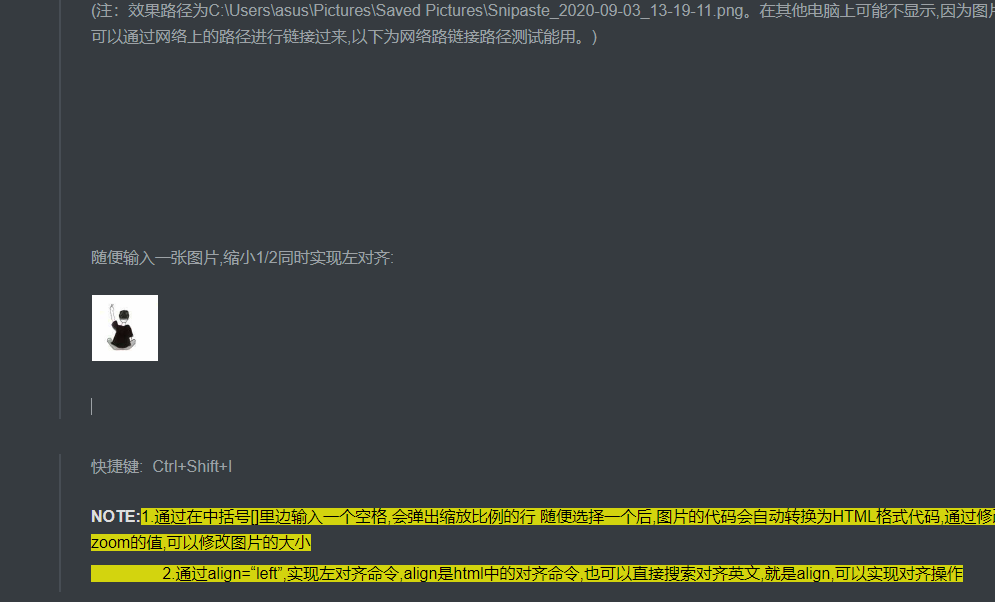 (注：效果路径为C:\Users\asus\Pictures\Saved Pictures\Snipaste_2020-09-03_13-19-11.png。在其他电脑上可能不显示,因为图片
可以通过网络上的路径进行链接过来,以下为网络路链接路径测试能用。)
随便输入一张图片,缩小1/2同时实现左对齐:
快捷键: Ctrl+Shift+I
NOTE:1.通过在中括号[]里边输入一个空格,会弹出缩放比例的行 随便选择一个后,图片的代码会自动转换为HTML格式代码,通过修改
zoom的值,可以修改图片的大小
2.通过align=“left”,实现左对齐命令,align是html中的对齐命令,也可以直接搜索对齐英文,就是align,可以实现对齐操作